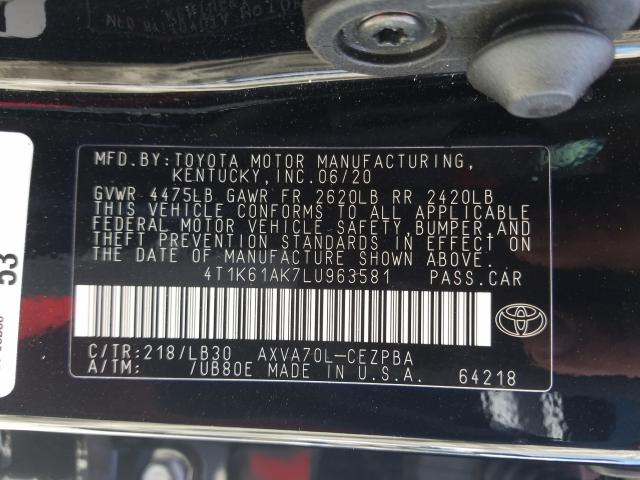 MFD.BY: TOYOTA MOTOR MANUFACTURING,
KENTUCKY, INC. 06/20
GVWR 4475LB GAWR FR 2620LB RR 2420LB
THIS VEHICLE CONFORMS TO ALL APPLICABLE
FEDERAL MOTOR VEHICLE SAFETY, BUMPER, AND
THEFT PREVENTION STANDARDS IN EFFECT ON
THE DATE OF MANUFACTURE SHOWN ABOVE.
4T1K61AK7LU963581 PASS.CAR
C/TR:218/LB30 AXVA70L-CEZPBA
A/TM: /UB80E MADE IN U.S.A. 64218
53